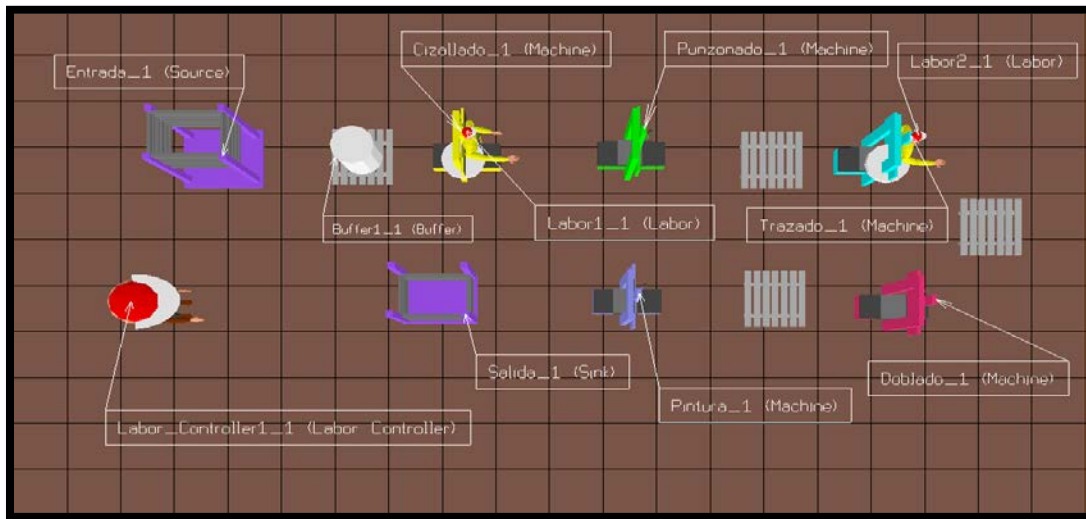 Cizallado_1 (Machine)
Punzonado_1 (Machine)
Labor2_1 (Labor)
Entrada_1 (Source)
Buffer1_1 (Buffer)
Labor1_1 (Labor)
Trazado_1 (Machine)
Salida_1 (Sink)
Doblado_1 (Machine)
Pintura_1 (Machine)
Labor_Controller1_1 (Labor Controller)